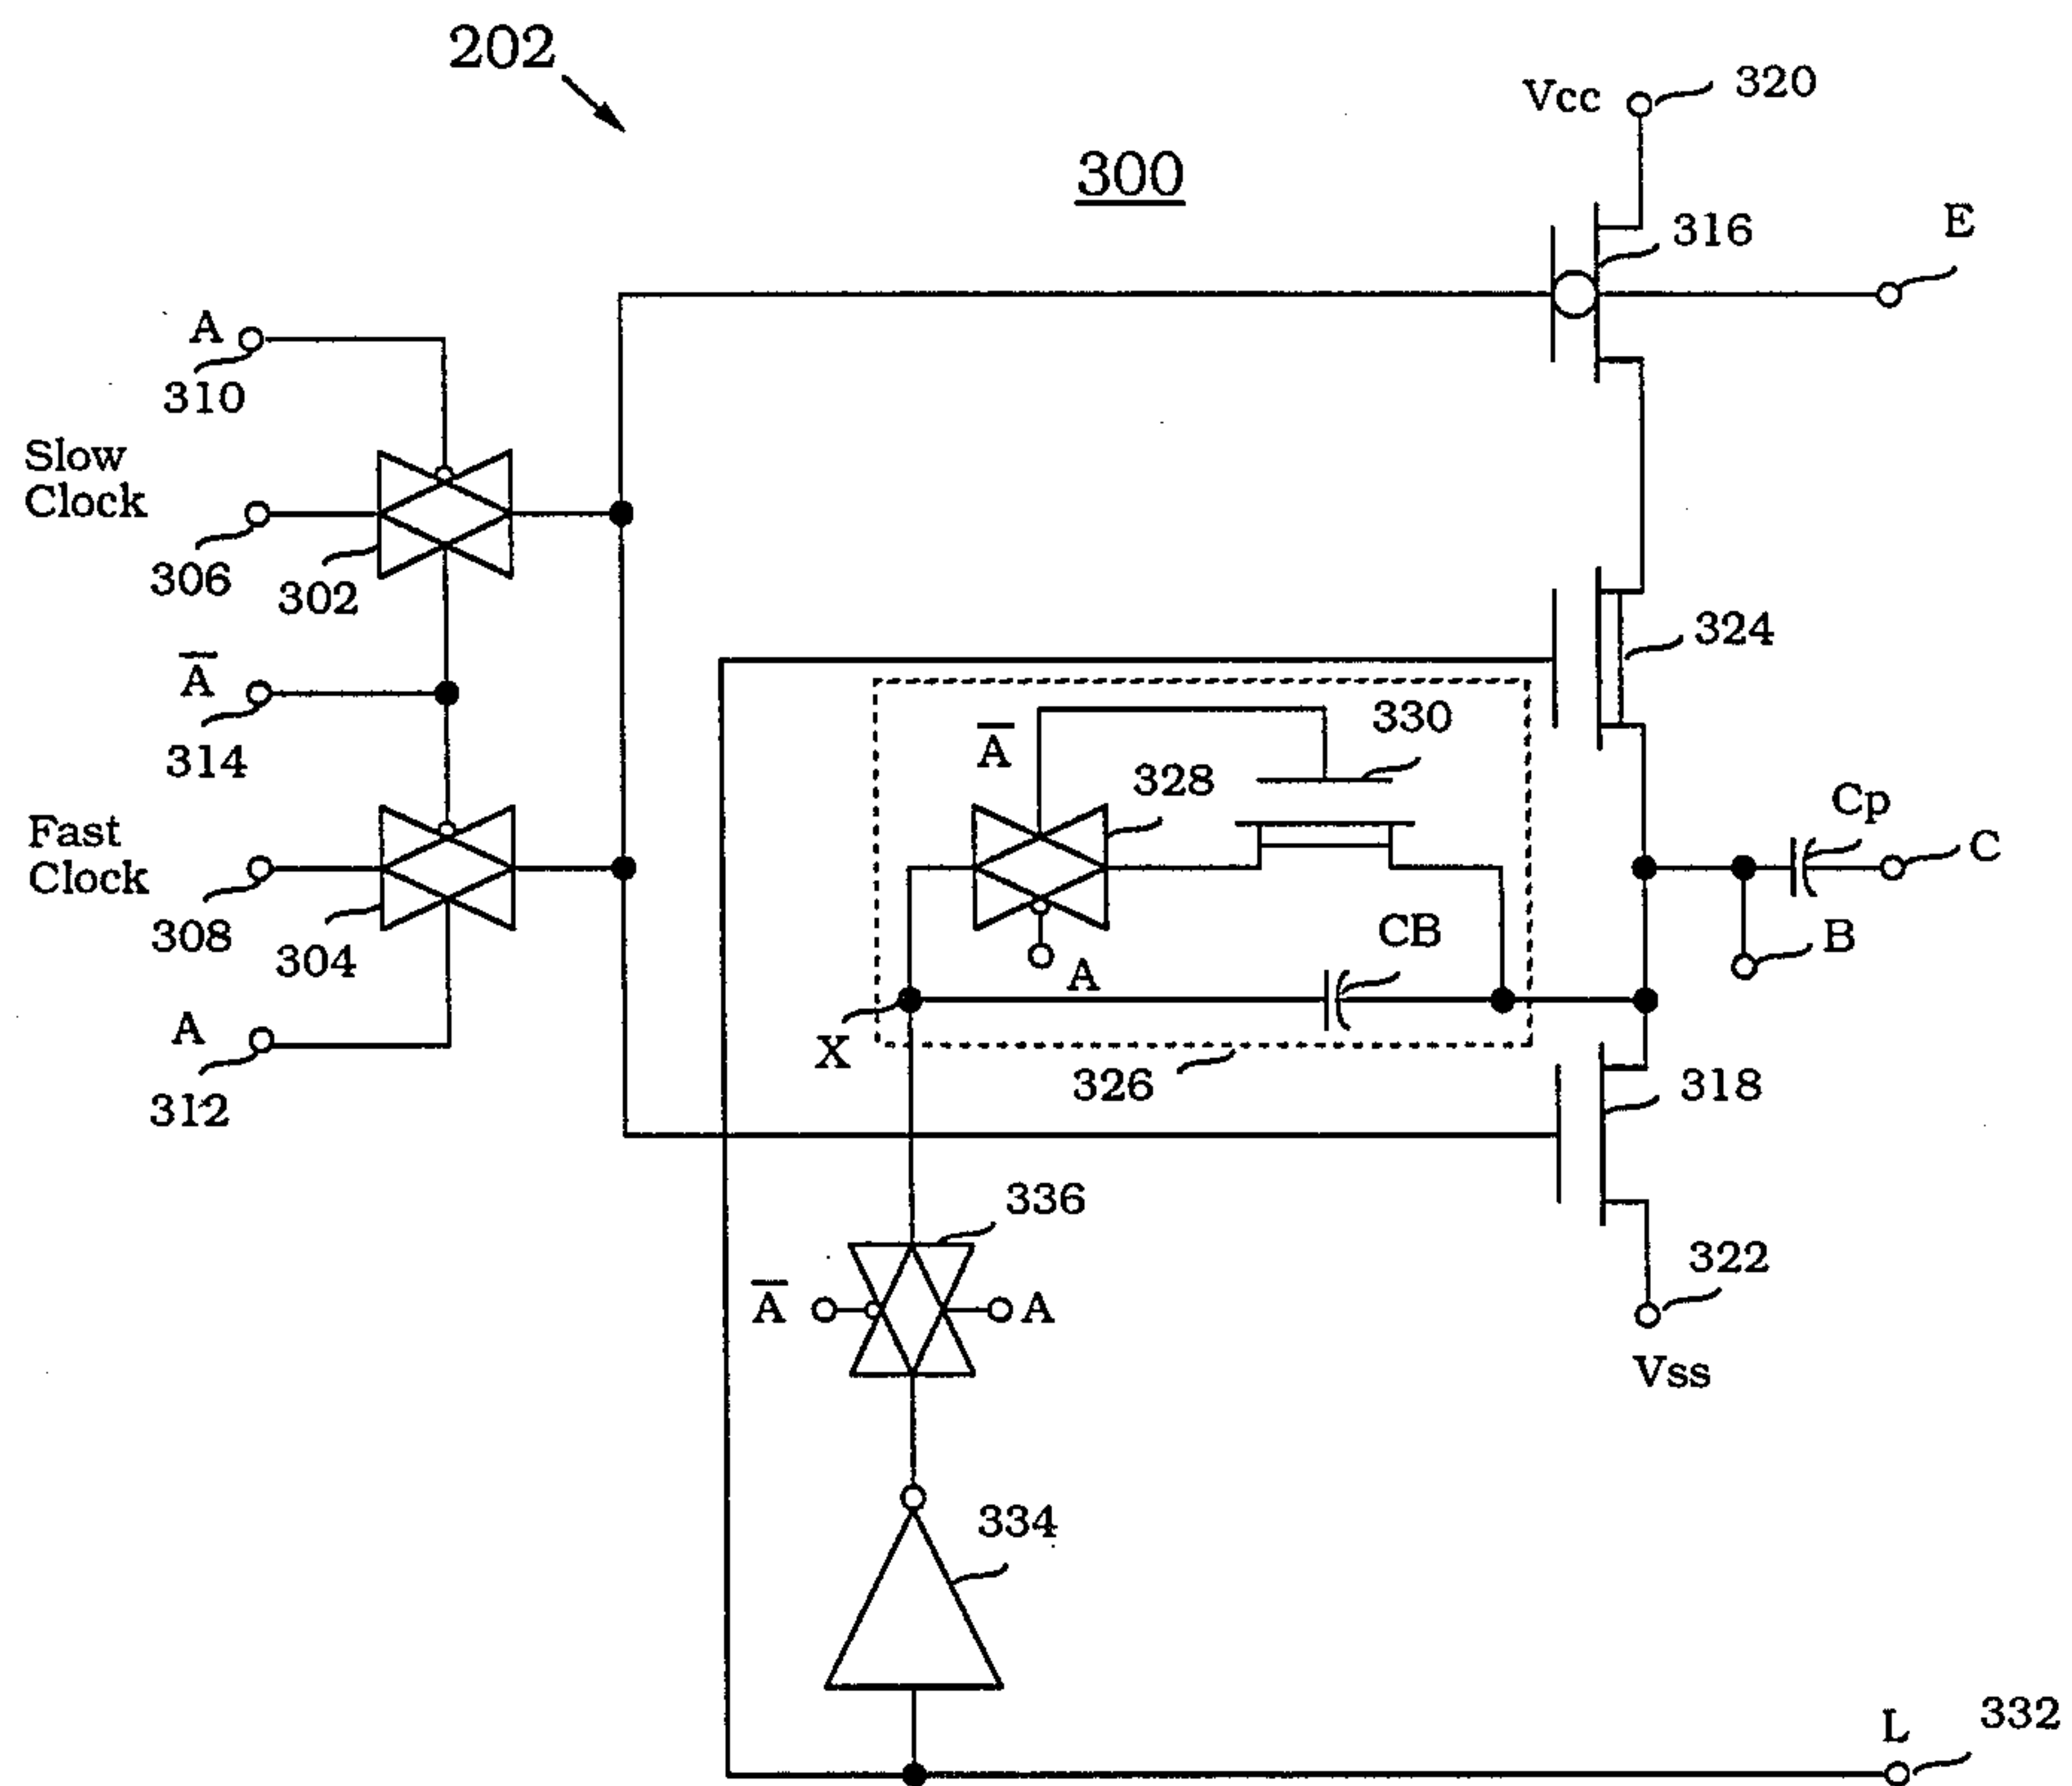 202
Vcc
320
300
316
E
A
310
Slow
Clock
306
302
324
A̅
314
A̅
330
328
Cp
C
Fast
Clock
308
304
CB
B
A
A
312
X
326
318
336
A̅
A
322
Vss
334
L
332